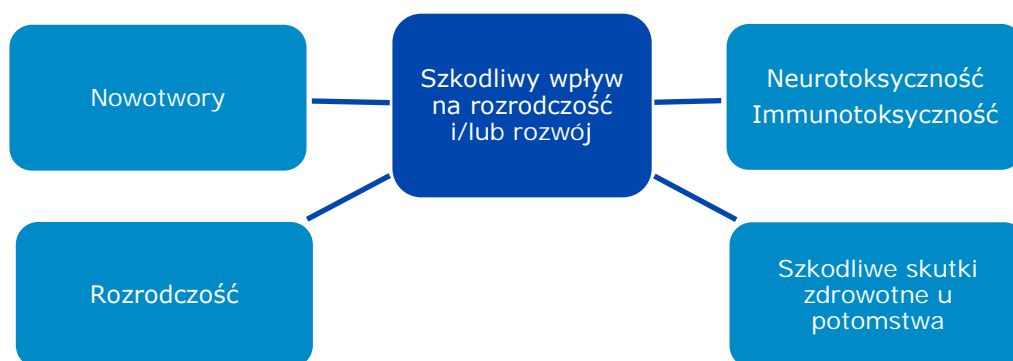 Nowotwory
Szkodliwy wpływ
na rozrodczość
i/lub rozwój
Neurotoksyczność
Immunotoksyczność
Rozrodczość
Szkodliwe skutki
zdrowotne u
potomstwa